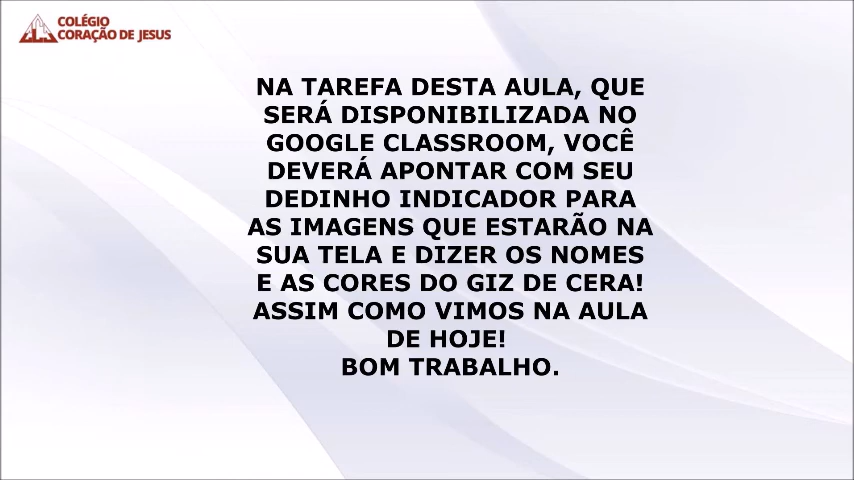 COLÉGIO
CORAÇÃO DE JESUS
NA TAREFA DESTA AULA, QUE
SERÁ DISPONIBILIZADA NO
GOOGLE CLASSROOM, VOCÊ
DEVERÁ APONTAR COM SEU
DEDINHO INDICADOR PARA
AS IMAGENS QUE ESTARÃO NA
SUA TELA E DIZER OS NOMES
E AS CORES DO GIZ DE CERA!
ASSIM COMO VIMOS NA AULA
DE HOJE!
BOM TRABALHO.